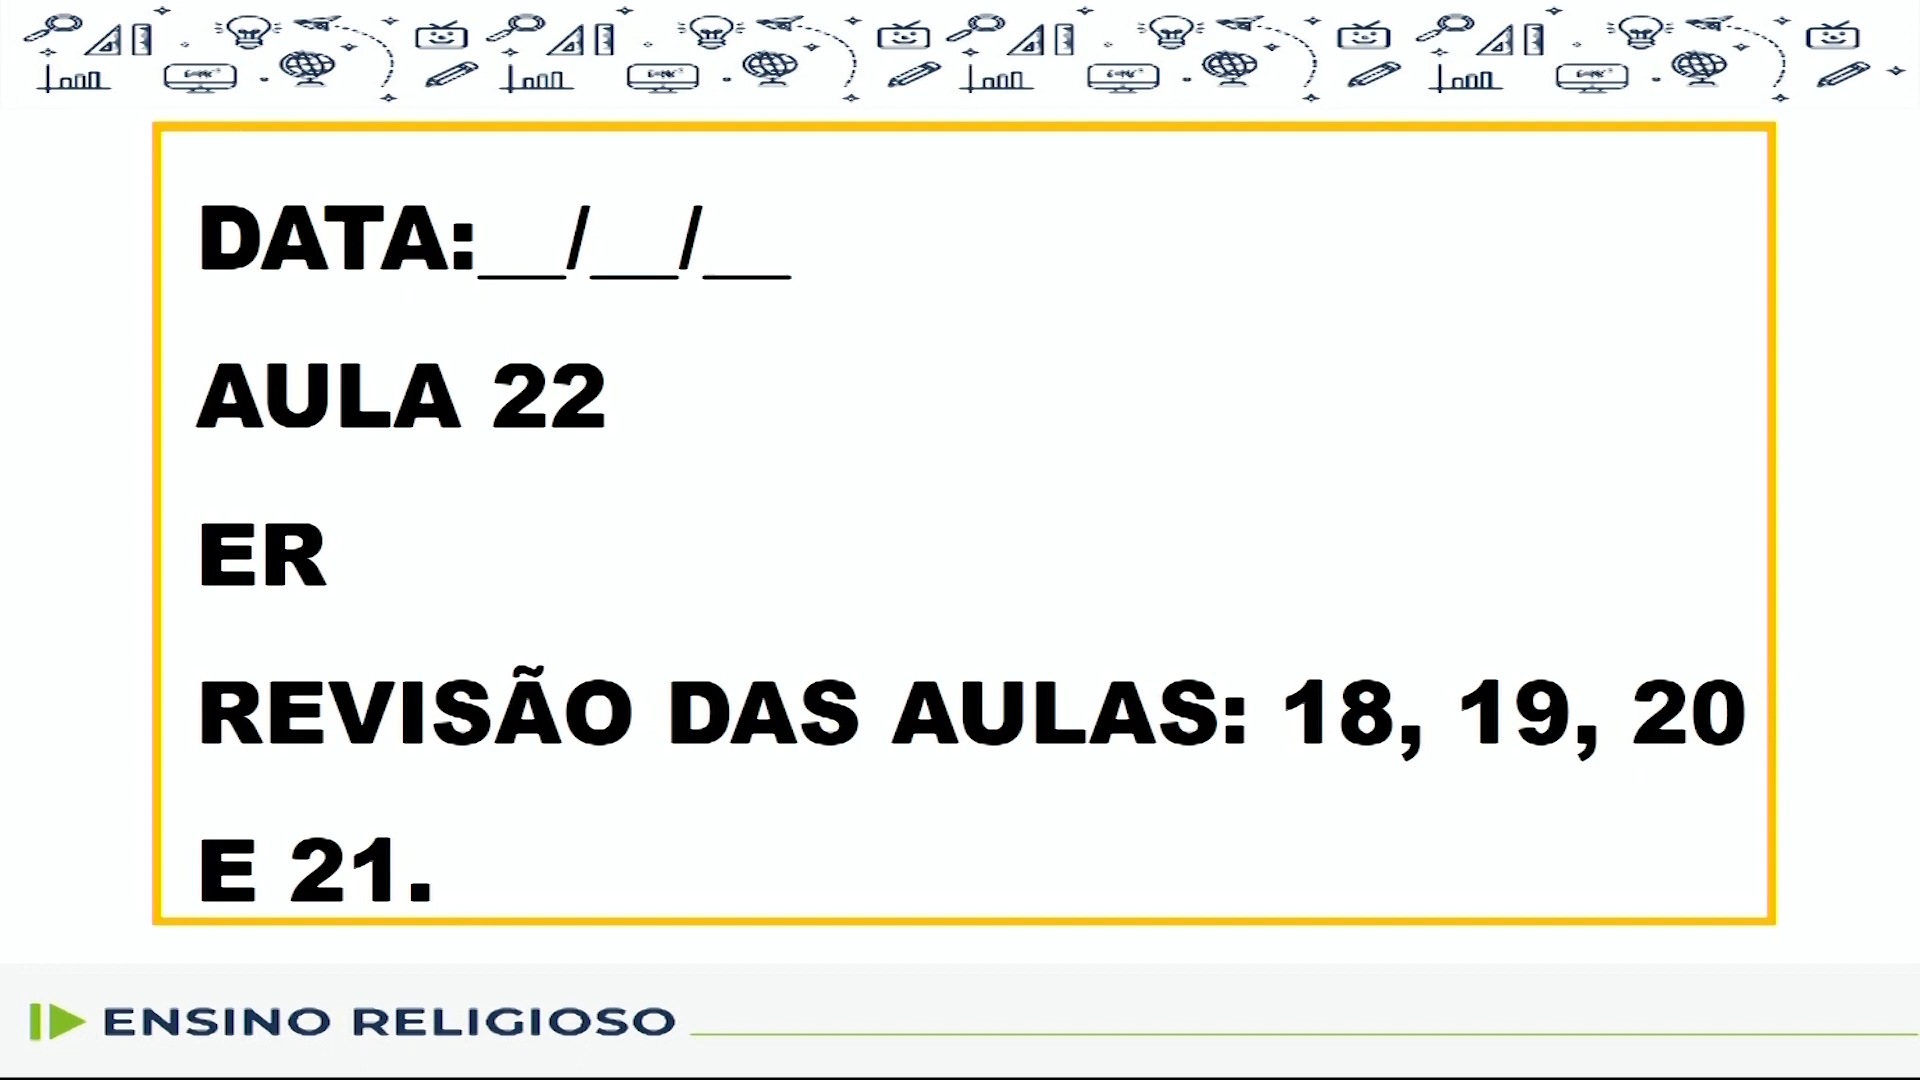 DATA:__/__/__
AULA 22
ER
REVISÃO DAS AULAS: 18, 19, 20
E 21.
ENSINO RELIGIOSO